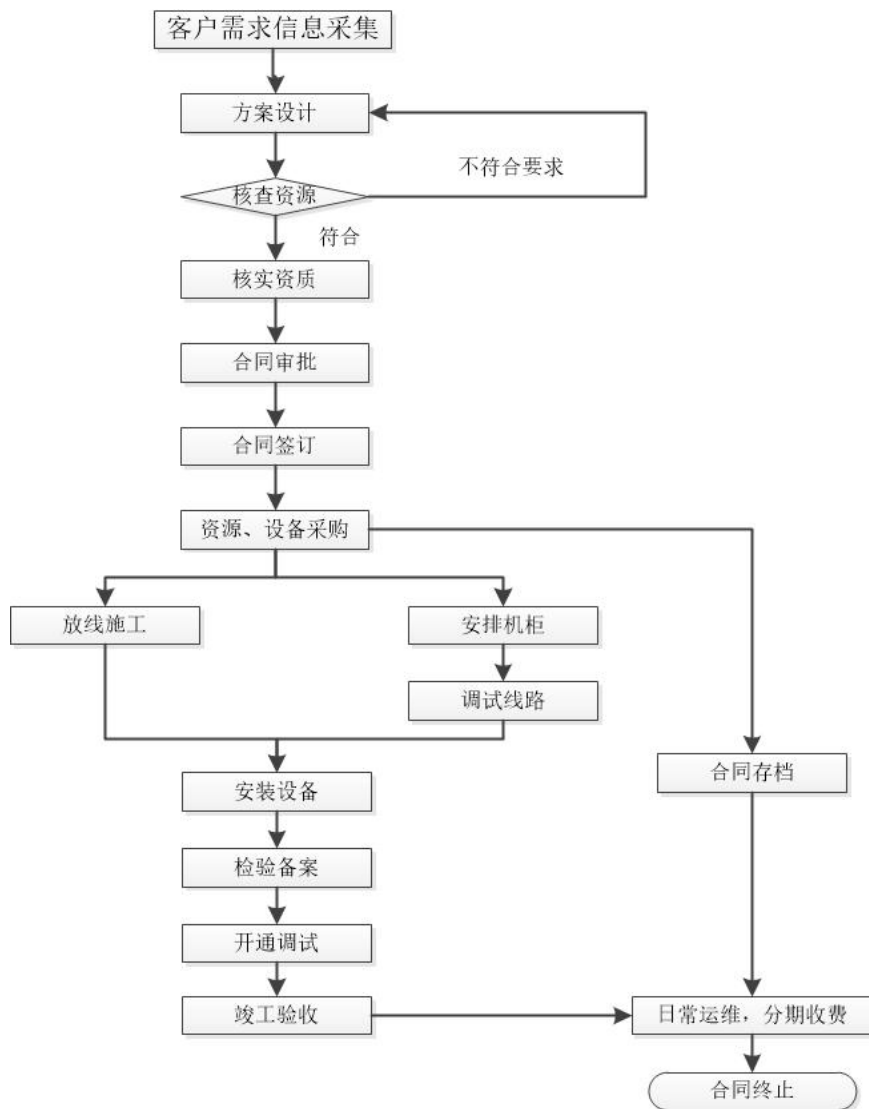 客户需求信息采集
方案设计
不符合要求
核查资源
符合
核实资质
合同审批
合同签订
资源、设备采购
放线施工
安排机柜
调试线路
合同存档
安装设备
检验备案
开通调试
竣工验收
日常运维，分期收费
合同终止